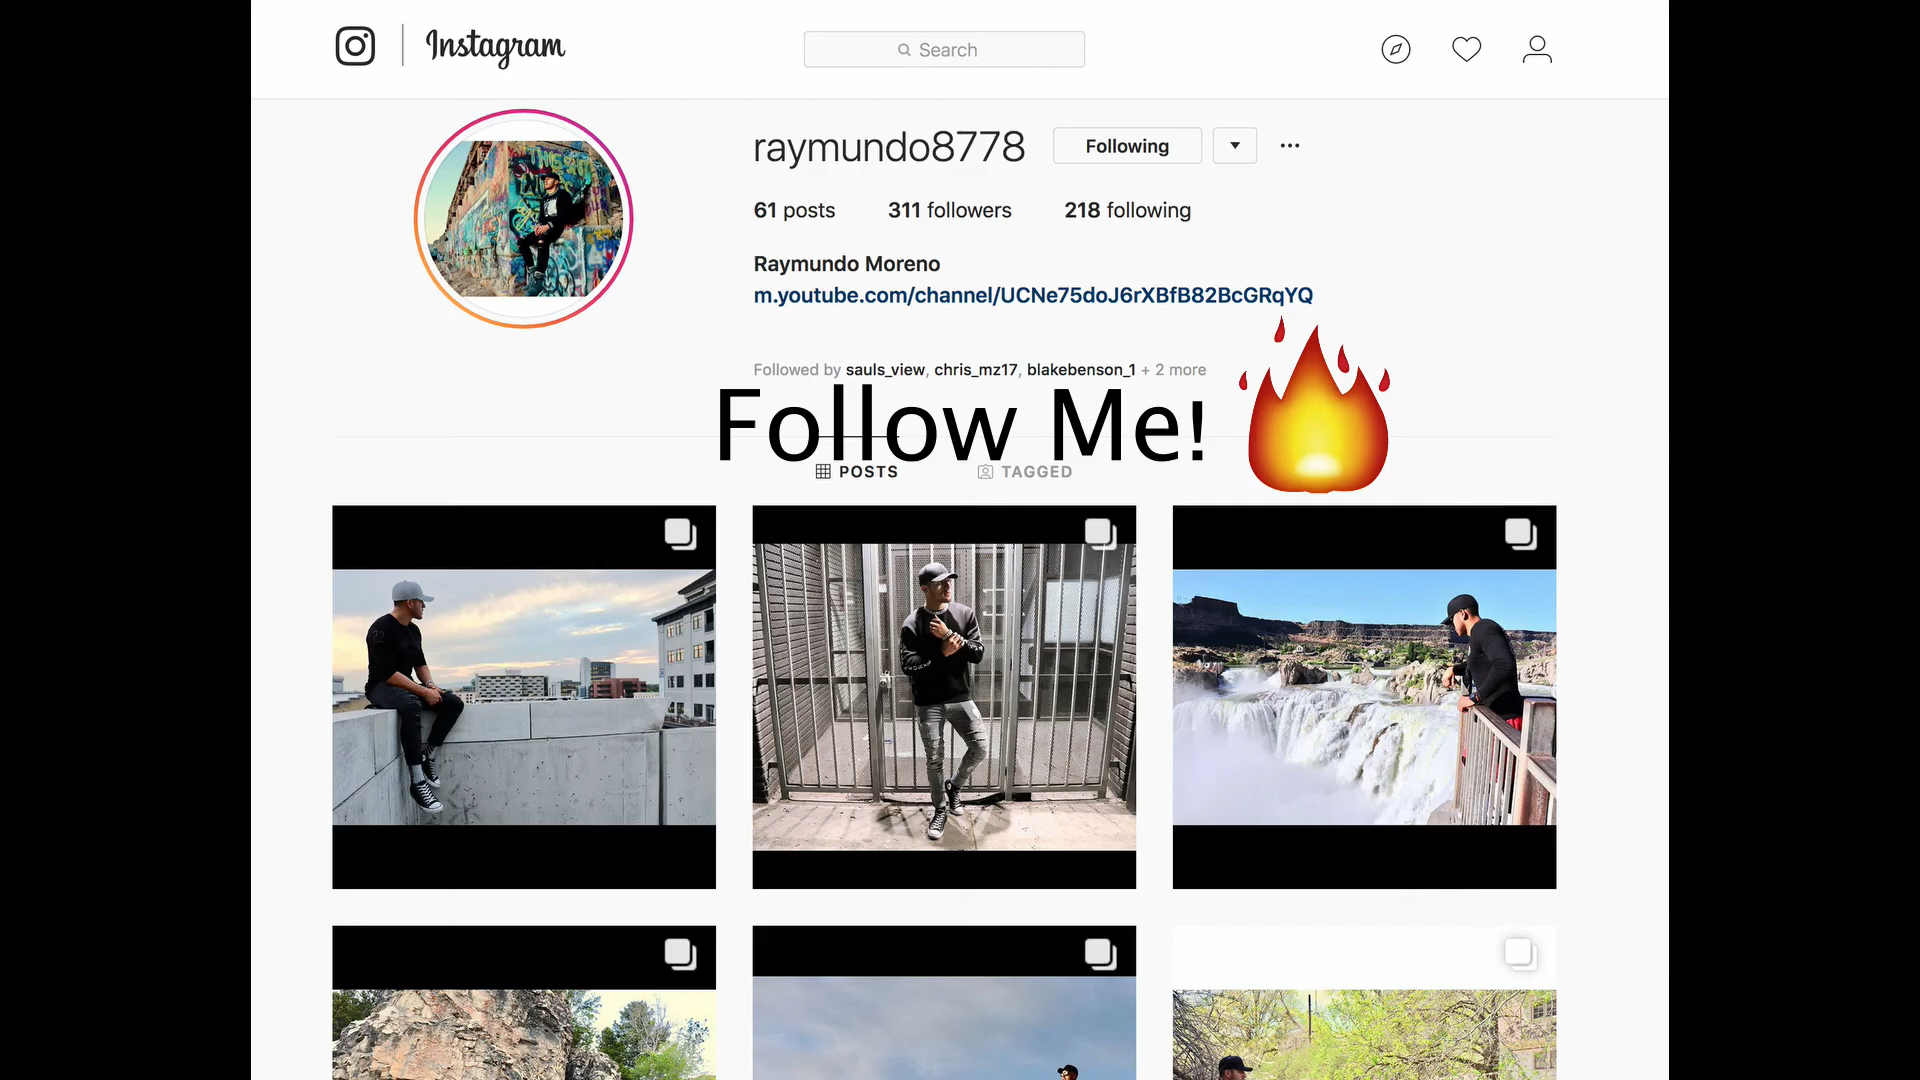 Instagram
Search
raymundo8778
Following
61 posts
311 followers
218 following
Raymundo Moreno
m.youtube.com/channel/UCNe75doJ6rXBfB82BcGRqYQ
Followed by sauls_view, chris_mz17, blakebenson_1 + 2 more
Follow Me!
POSTS
TAGGED